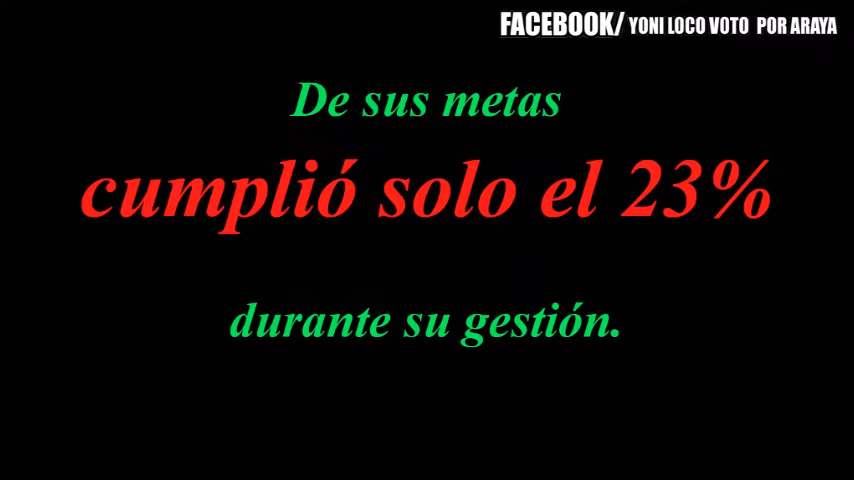 FACEBOOK/ YONI LOCO VOTO POR ARAYA
De sus metas
cumplió solo el 23%
durante su gestión.